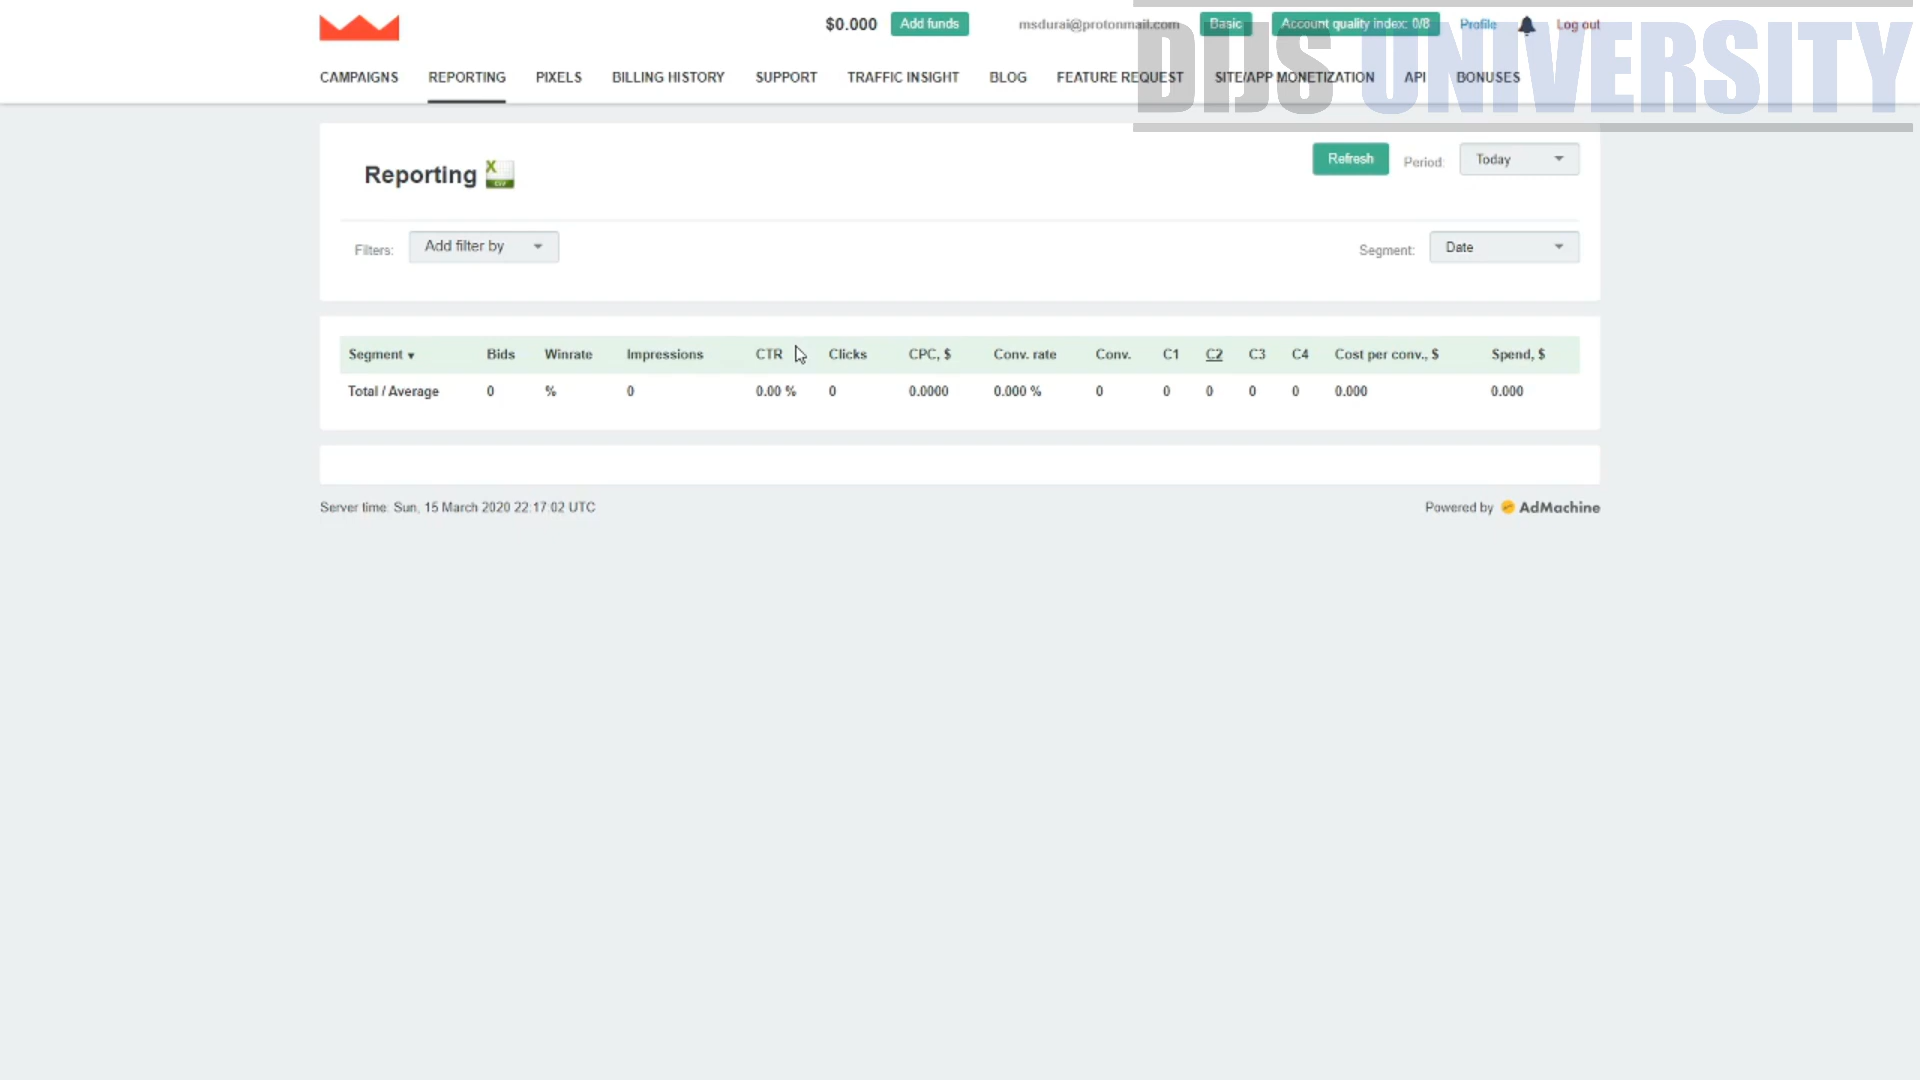 $0.000 Add funds msdurai@protonmail.com Basic Account quality index: 0/8 Profile Log out
DIJS UNIVERSITY
CAMPAIGNS REPORTING PIXELS BILLING HISTORY SUPPORT TRAFFIC INSIGHT BLOG FEATURE REQUEST SITE/APP MONETIZATION API BONUSES
Reporting X CSV Refresh Period: Today
Filters: Add filter by Segment: Date
Segment ▾ Bids Winrate Impressions CTR Clicks CPC, $ Conv. rate Conv. C1 C2 C3 C4 Cost per conv., $ Spend, $
Total / Average 0 % 0 0.00 % 0 0.0000 0.000 % 0 0 0 0 0 0.000 0.000
Server time: Sun, 15 March 2020 22:17:02 UTC Powered by AdMachine